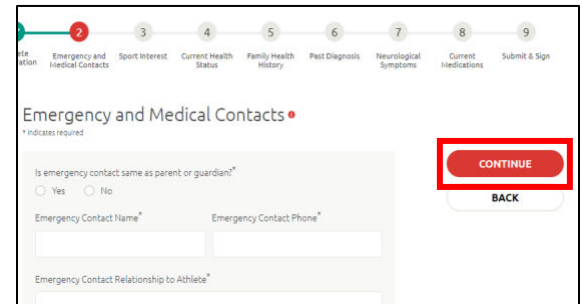 2 3 4 5 6 7 8 9
Emergency and Medical Contacts
Sport Interest
Current Health Status
Family Health History
Past Diagnosis
Neurological Symptoms
Current Medications
Submit & Sign
Emergency and Medical Contacts
* indicates required
Is emergency contact same as parent or guardian?*
Yes No
Emergency Contact Name* Emergency Contact Phone*
Emergency Contact Relationship to Athlete*
CONTINUE
BACK